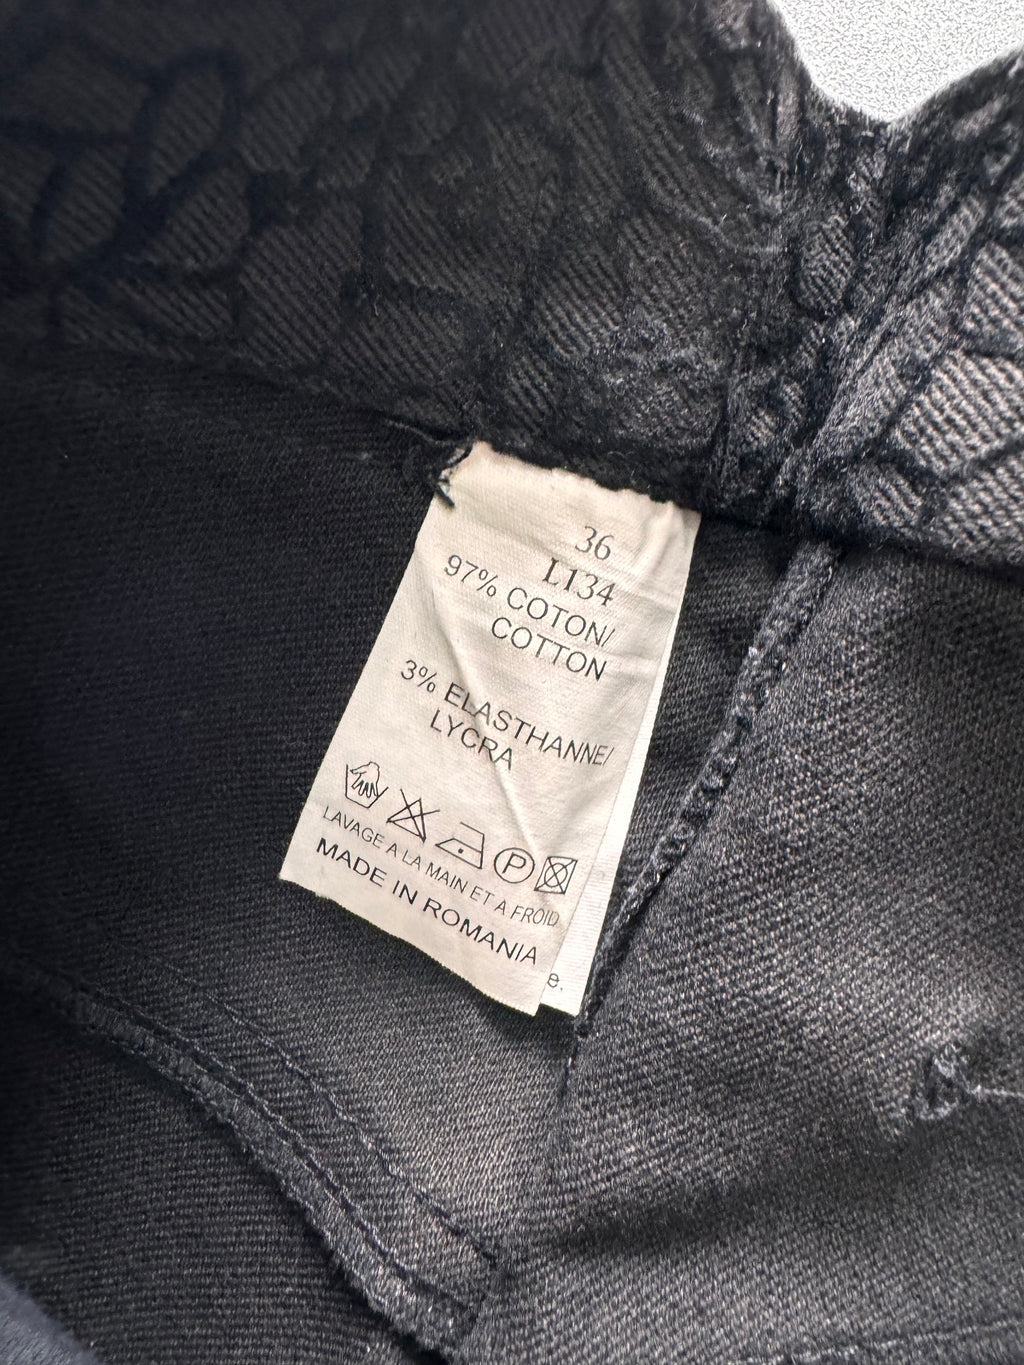 36
L134
97% COTON/
COTTON
3% ELASTHANNE/
LYCRA
P
LAVAGE A LA MAIN ET A FROID
MADE IN ROMANIA
e.